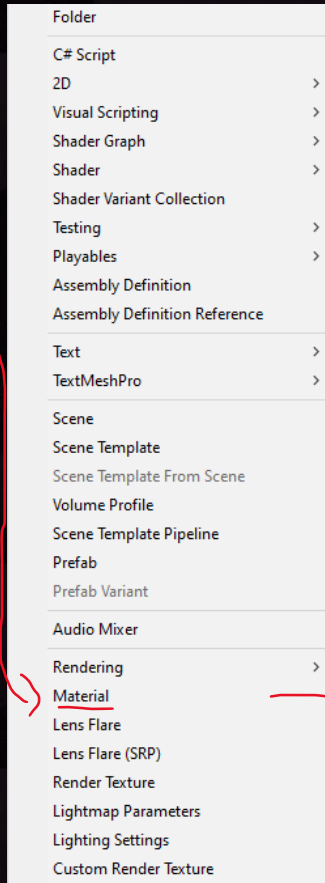 Folder
C# Script
2D
Visual Scripting
Shader Graph
Shader
Shader Variant Collection
Testing
Playables
Assembly Definition
Assembly Definition Reference
Text
TextMeshPro
Scene
Scene Template
Scene Template From Scene
Volume Profile
Scene Template Pipeline
Prefab
Prefab Variant
Audio Mixer
Rendering
Material
Lens Flare
Lens Flare (SRP)
Render Texture
Lightmap Parameters
Lighting Settings
Custom Render Texture